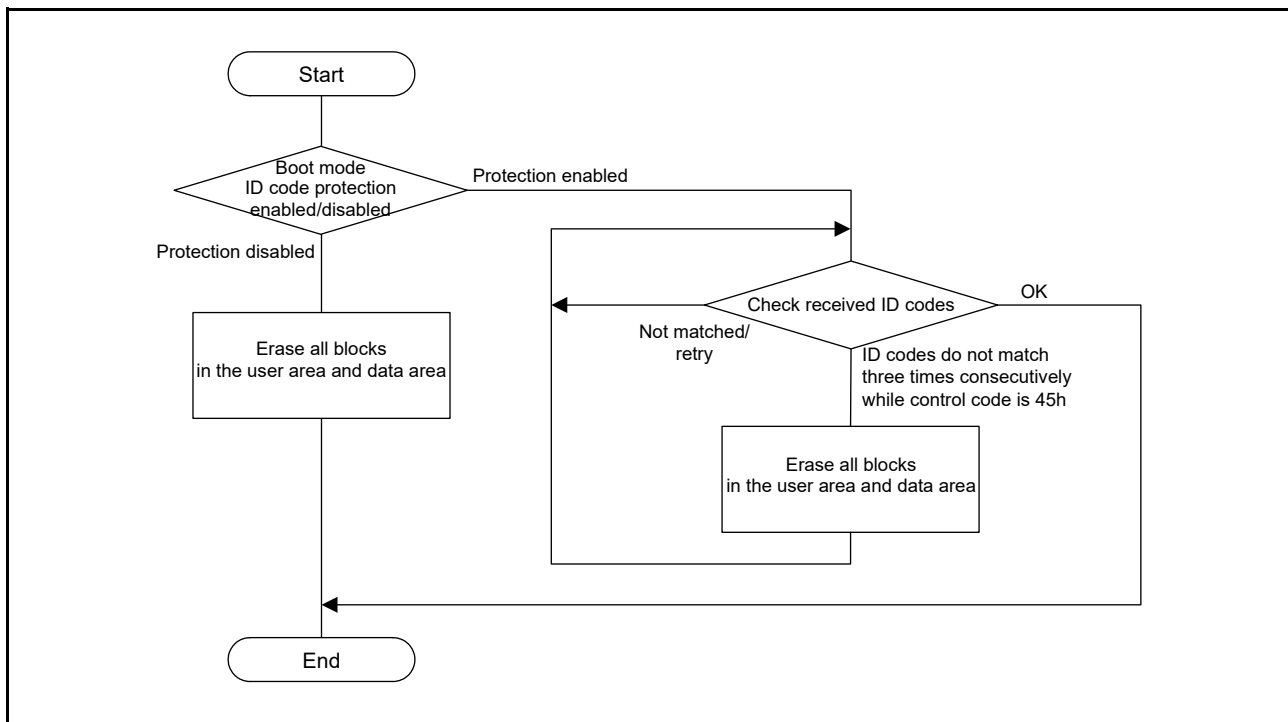 Start
Boot mode
ID code protection
enabled/disabled
Protection enabled
Protection disabled
Erase all blocks
in the user area and data area
Check received ID codes
OK
Not matched/
retry
ID codes do not match
three times consecutively
while control code is 45h
Erase all blocks
in the user area and data area
End